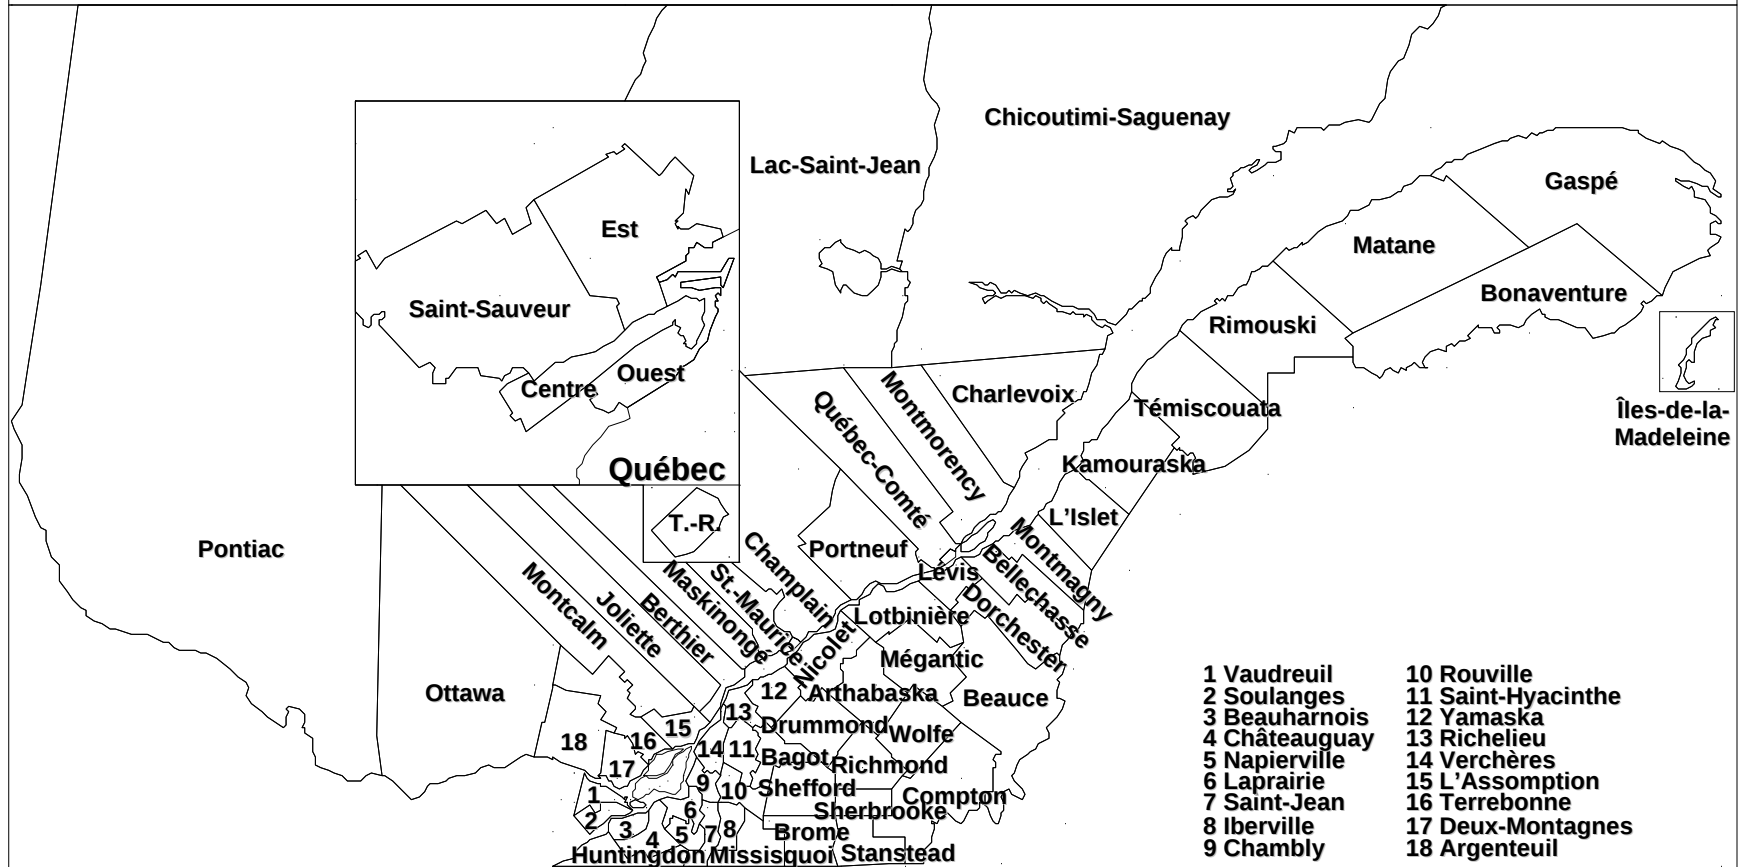 Chicoutimi-Saguenay
Lac-Saint-Jean
Gaspé
Est
Matane
Bonaventure
Saint-Sauveur
Rimouski
Ouest
Centre
Charlevoix
Montmorency
Québec-Comté
Témiscouata
Îles-de-la-
Madeleine
Québec
Kamouraska
T.-R.
L'Islet
Pontiac
Portneuf
Champlain
Montmagny
Bellechasse
Lévis
Dorchester
Montcalm
Joliette
Berthier
Maskinongé
St.-Maurice
Nicolet
Lotbinière
Mégantic
Ottawa
12
Arthabaska
Beauce
13
Drummond
15
Wolfe
18
16
14
11
Bagot
Richmond
17
9
10
Shefford
1
Compton
6
Sherbrooke
2
3
4
5
7
8
Brome
Huntingdon
Missisquoi
Stanstead
1 Vaudreuil
2 Soulanges
3 Beauharnois
4 Châteauguay
5 Napierville
6 Laprairie
7 Saint-Jean
8 Iberville
9 Chambly
10 Rouville
11 Saint-Hyacinthe
12 Yamaska
13 Richelieu
14 Verchères
15 L'Assomption
16 Terrebonne
17 Deux-Montagnes
18 Argenteuil